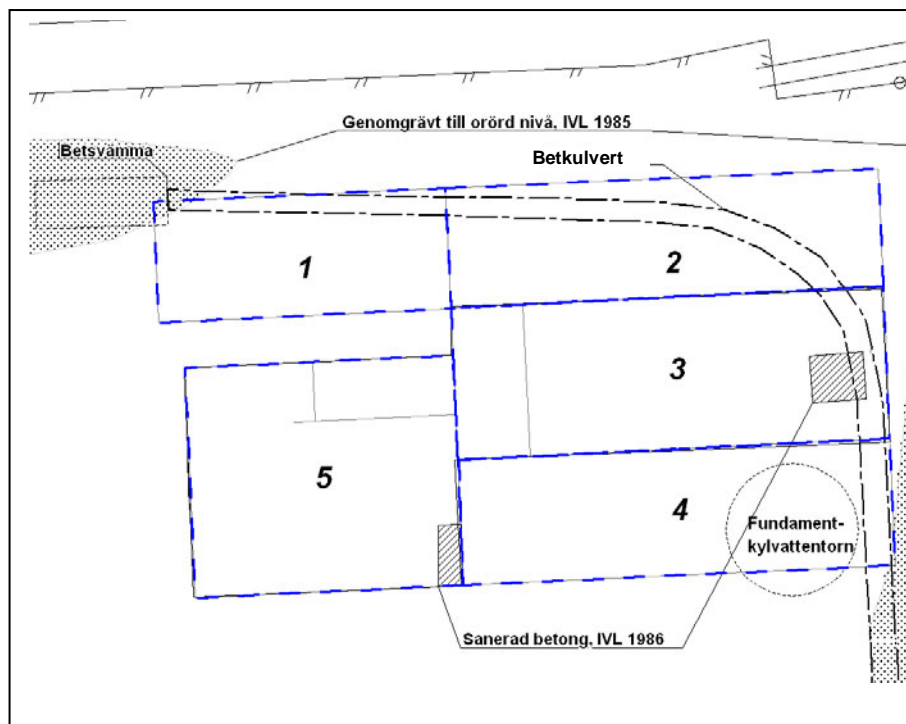 Genomgrävt till orörd nivå, IVL 1985
Betsvämma
Betkulvert
1
2
3
5
4
Fundament-
kylvattentorn
Sanerad betong, IVL 1986